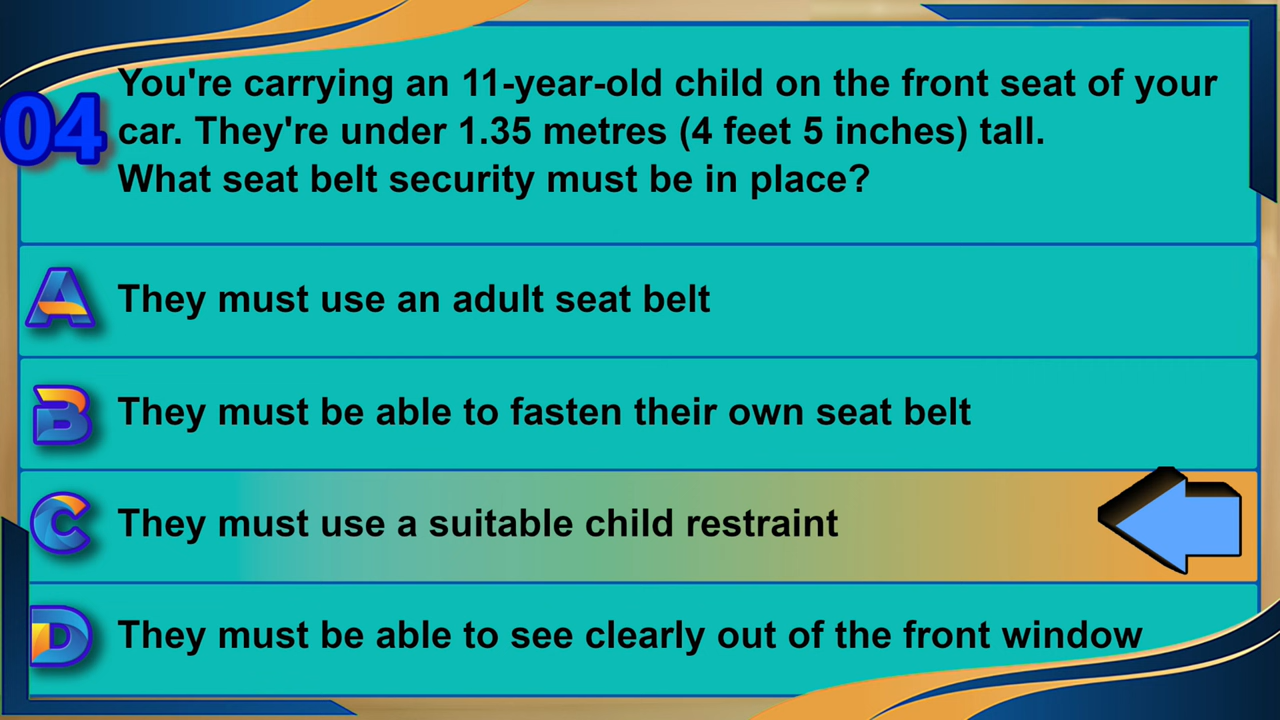 04
You're carrying an 11-year-old child on the front seat of your
car. They're under 1.35 metres (4 feet 5 inches) tall.
What seat belt security must be in place?
A They must use an adult seat belt
B They must be able to fasten their own seat belt
C They must use a suitable child restraint
D They must be able to see clearly out of the front window